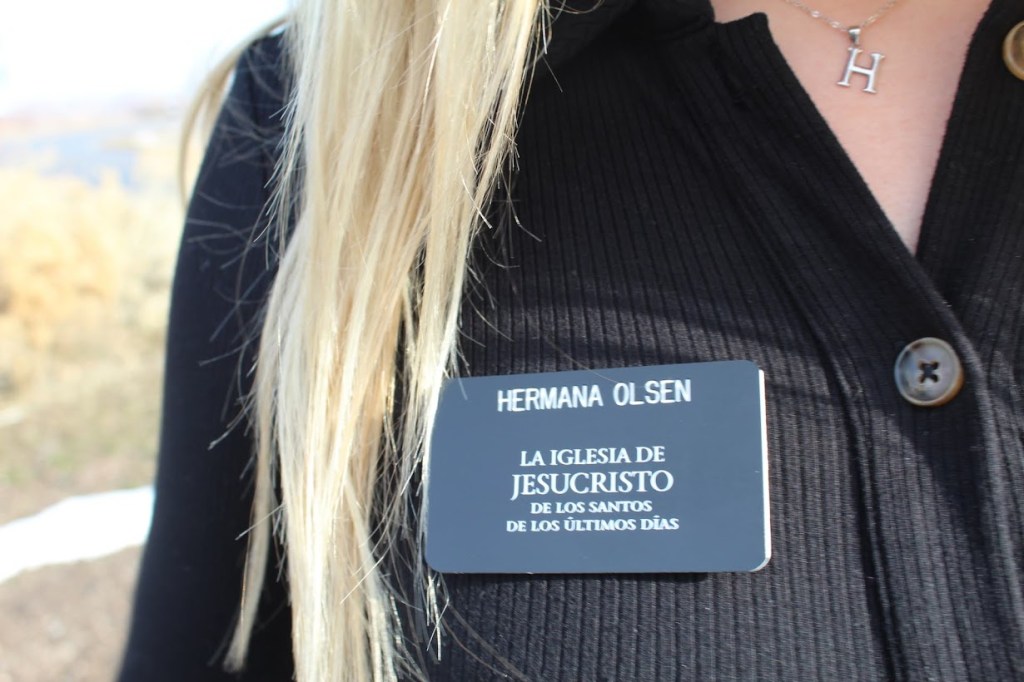 H
HERMANA OLSEN
LA IGLESIA DE
JESUCRISTO
DE LOS SANTOS
DE LOS ÚLTIMOS DÍAS